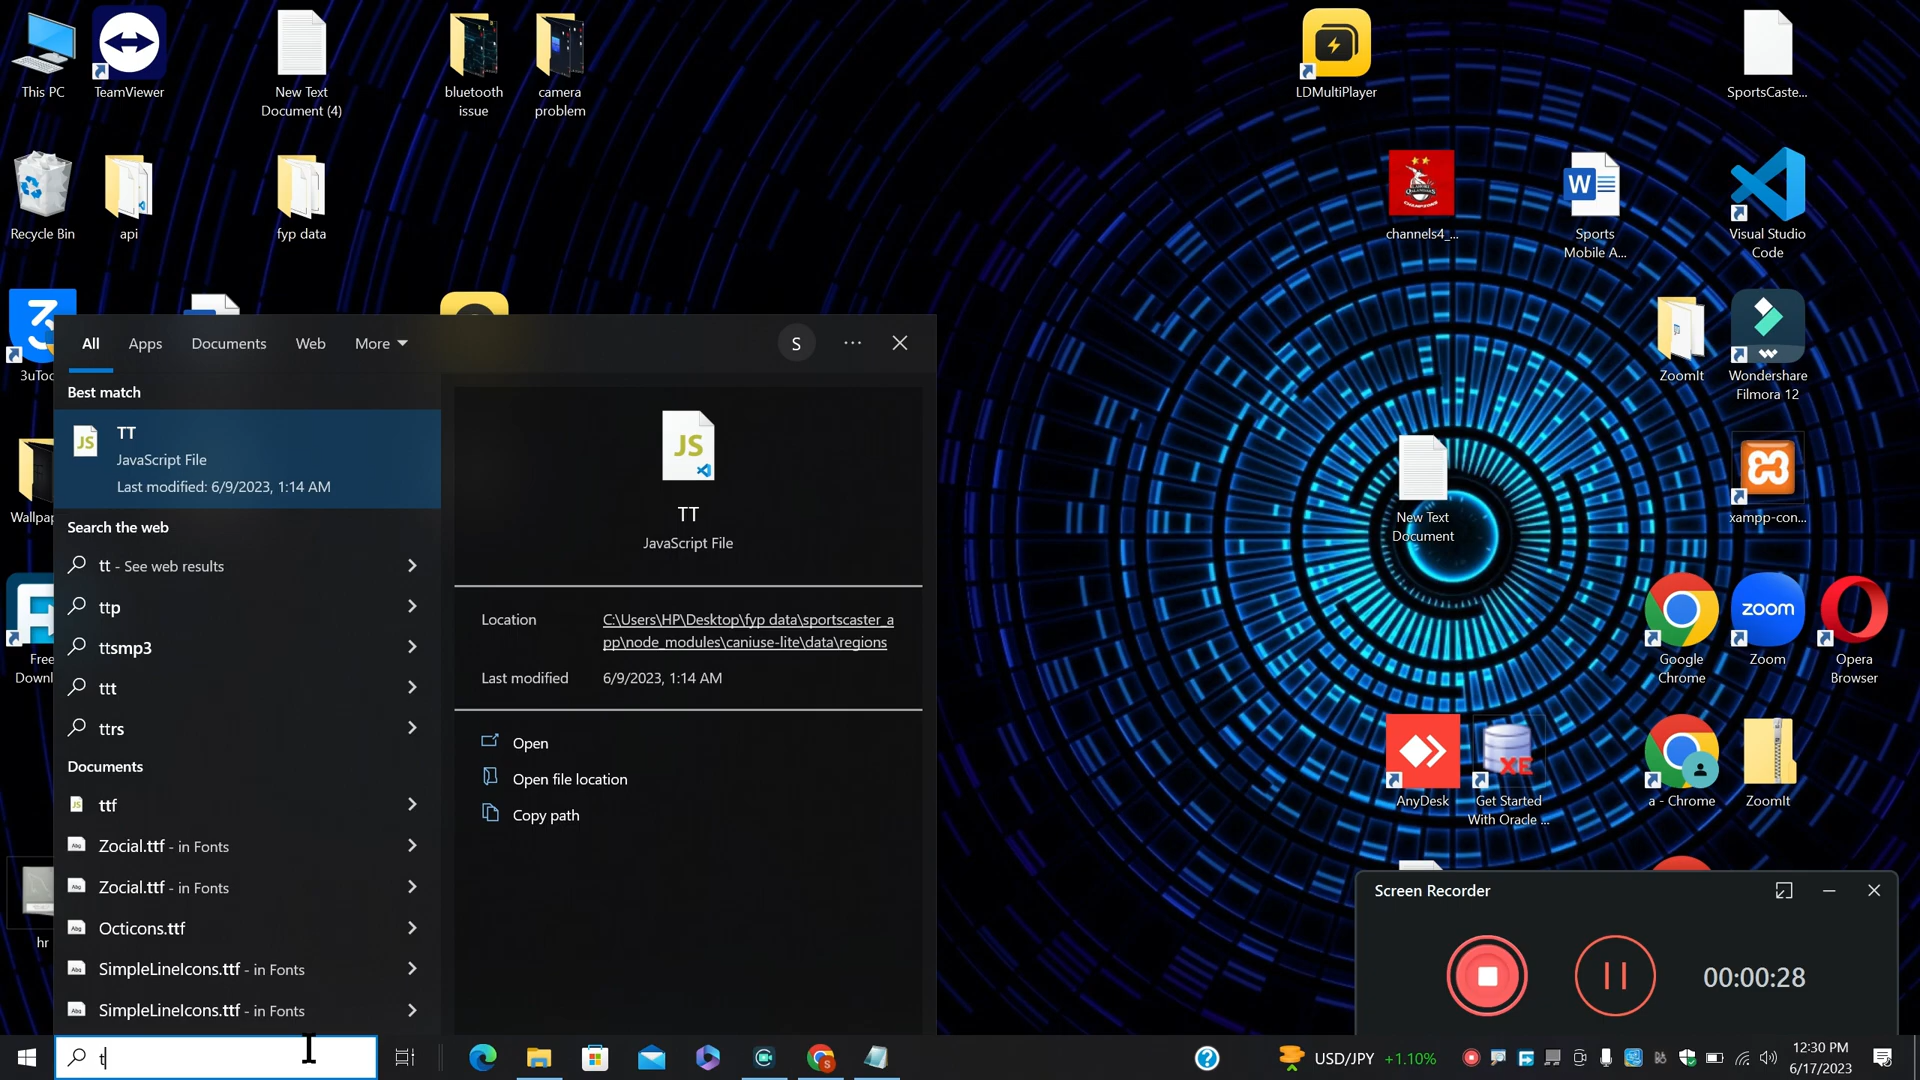 This PC
TeamViewer
New Text
Document (4)
bluetooth
issue
camera
problem
LDMultiPlayer
SportsCaste...
Recycle Bin
api
fyp data
channels4_...
W
Sports
Mobile A...
Visual Studio
Code
ZoomIt
Wondershare
Filmora 12
3uToo
Wallpap
Free
Downl
hr
All
Apps
Documents
Web
More
S
Best match
JS
TT
JavaScript File
Last modified: 6/9/2023, 1:14 AM
Search the web
tt - See web results
ttp
ttsmp3
ttt
ttrs
Documents
ttf
Zocial.ttf - in Fonts
Zocial.ttf - in Fonts
Octicons.ttf
SimpleLineIcons.ttf - in Fonts
SimpleLineIcons.ttf - in Fonts
JS
TT
JavaScript File
Location
C:\Users\HP\Desktop\fyp data\sportscaster_a
pp\node_modules\caniuse-lite\data\regions
Last modified
6/9/2023, 1:14 AM
Open
Open file location
Copy path
New Text
Document
xampp-con...
Google
Chrome
zoom
Zoom
Opera
Browser
AnyDesk
XE
Get Started
With Oracle ...
a - Chrome
ZoomIt
Screen Recorder
00:00:28
t
USD/JPY +1.10%
12:30 PM
6/17/2023